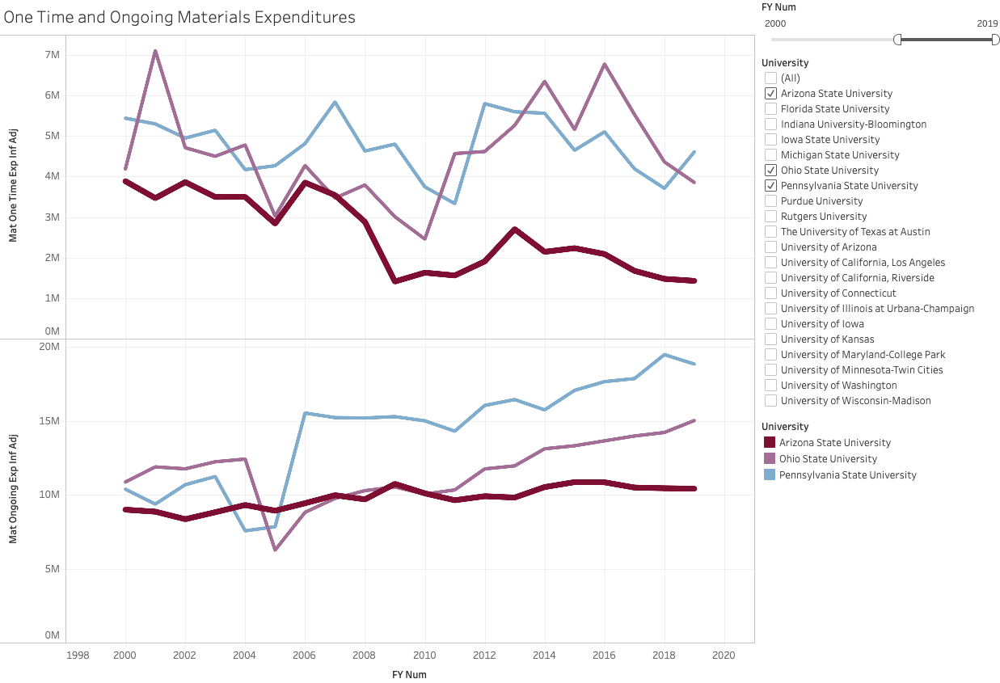 One Time and Ongoing Materials Expenditures
Mat One Time Exp Inf Adj
7M
6M
5M
4M
3M
2M
1M
0M
Mat Ongoing Exp Inf Adj
20M
15M
10M
5M
0M
1998 2000 2002 2004 2006 2008 2010 2012 2014 2016 2018 2020
FY Num
FY Num
2000 2019
University
(All)
Arizona State University
Florida State University
Indiana University-Bloomington
Iowa State University
Michigan State University
Ohio State University
Pennsylvania State University
Purdue University
Rutgers University
The University of Texas at Austin
University of Arizona
University of California, Los Angeles
University of California, Riverside
University of Connecticut
University of Illinois at Urbana-Champaign
University of Iowa
University of Kansas
University of Maryland-College Park
University of Minnesota-Twin Cities
University of Washington
University of Wisconsin-Madison
University
Arizona State University
Ohio State University
Pennsylvania State University